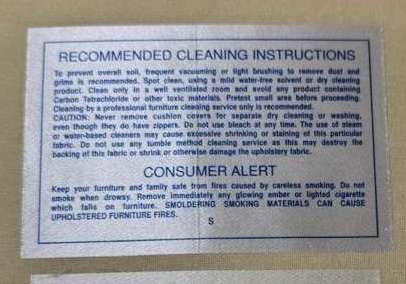 RECOMMENDED CLEANING INSTRUCTIONS
To prevent overall soil, frequent vacuuming or light brushing to remove dust and
grime is recommended. Spot clean, using a mild water-free solvent or dry cleaning
product. Clean only in a well ventilated room and avoid any product containing
Carbon Tetrachloride or other toxic materials. Pretest small area before proceeding.
Cleaning by a professional furniture cleaning service only is recommended.
CAUTION: Never remove cushion covers for separate dry cleaning or washing,
even though they do have zippers. Do not use bleach at any time. The use of steam
or water-based cleaners may cause excessive shrinking or staining of this particular
fabric. Do not use any tumble method cleaning service as this may destroy the
backing of this fabric or shrink or otherwise damage the upholstery fabric.
CONSUMER ALERT
Keep your furniture and family safe from fires caused by careless smoking. Do not
smoke when drowsy. Remove immediately any glowing ember or lighted cigarette
which falls on furniture. SMOLDERING SMOKING MATERIALS CAN CAUSE
UPHOLSTERED FURNITURE FIRES.
S